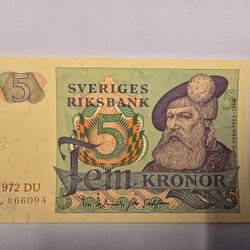 5
SVERIGES
RIKSBANK
5
1972 DU
866094
Fem KRONOR